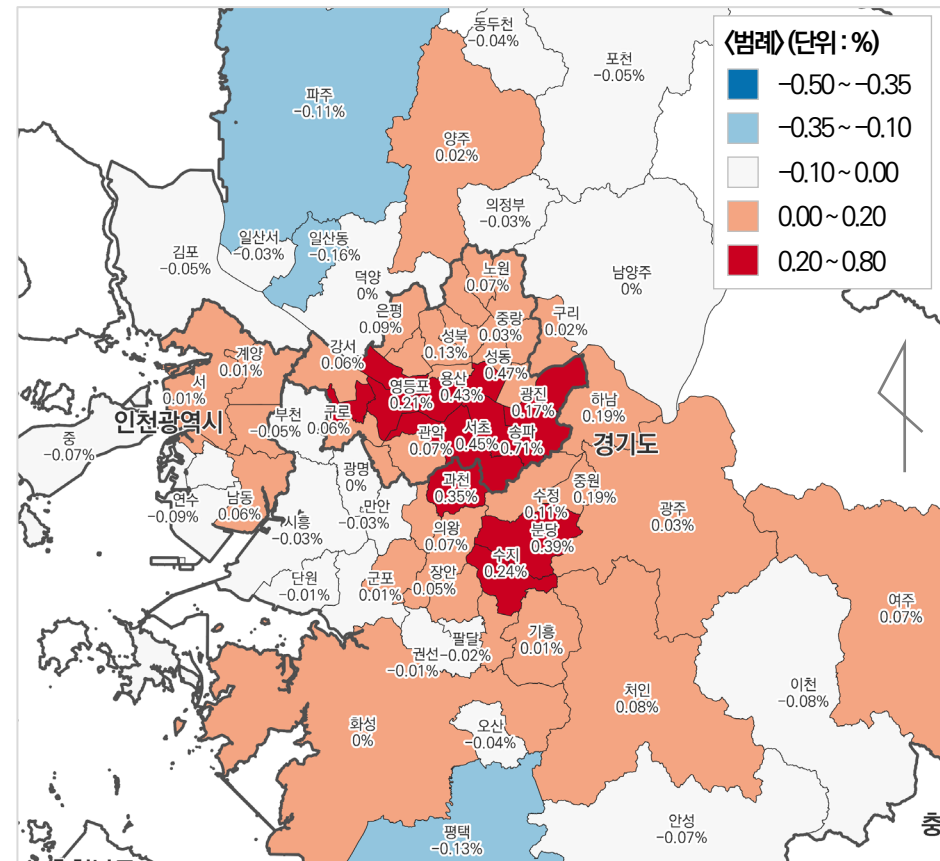 〈범례〉 (단위 : %)
−0.50 ~ −0.35
−0.35 ~ −0.10
−0.10 ~ 0.00
0.00 ~ 0.20
0.20 ~ 0.80
동두천
−0.04%
포천
−0.05%
파주
−0.11%
양주
0.02%
의정부
−0.03%
일산서
−0.03%
일산동
−0.16%
김포
−0.05%
덕양
0%
노원
0.07%
남양주
0%
은평
0.09%
성북
0.13%
중랑
0.03%
구리
0.02%
강서
0.06%
성동
0.47%
계양
0.01%
서
0.01%
영등포
0.21%
용산
0.43%
광진
0.17%
하남
0.19%
인천광역시
부천
−0.05%
구로
0.06%
관악
0.07%
서초
0.45%
송파
0.71%
경기도
중
−0.07%
광명
0%
과천
0.35%
중원
0.19%
수정
0.11%
연수
−0.09%
남동
0.06%
시흥
−0.03%
만안
−0.03%
의왕
0.07%
분당
0.39%
광주
0.03%
수지
0.24%
단원
−0.01%
군포
0.01%
장안
0.05%
여주
0.07%
권선
−0.01%
팔달
−0.02%
기흥
0.01%
처인
0.08%
이천
−0.08%
화성
0%
오산
−0.04%
평택
−0.13%
안성
−0.07%
충